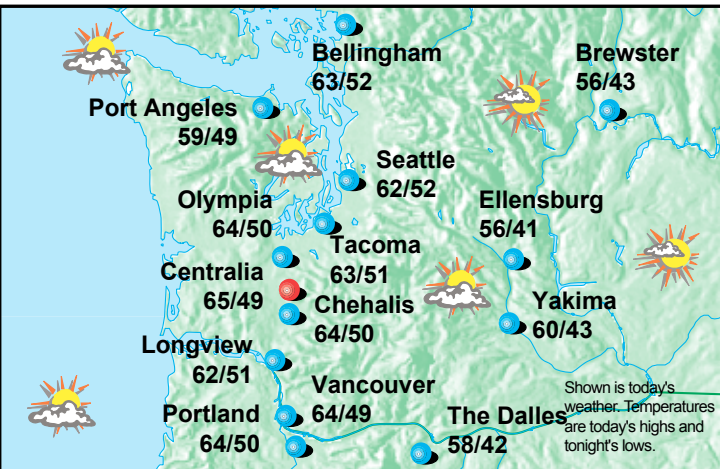 Bellingham
63/52
Brewster
56/43
Port Angeles
59/49
Seattle
62/52
Olympia
64/50
Ellensburg
56/41
Tacoma
63/51
Centralia
65/49
Chehalis
64/50
Yakima
60/43
Longview
62/51
Vancouver
64/49
Portland
64/50
The Dalles
58/42
Shown is today's
weather. Temperatures
are today's highs and
tonight's lows.